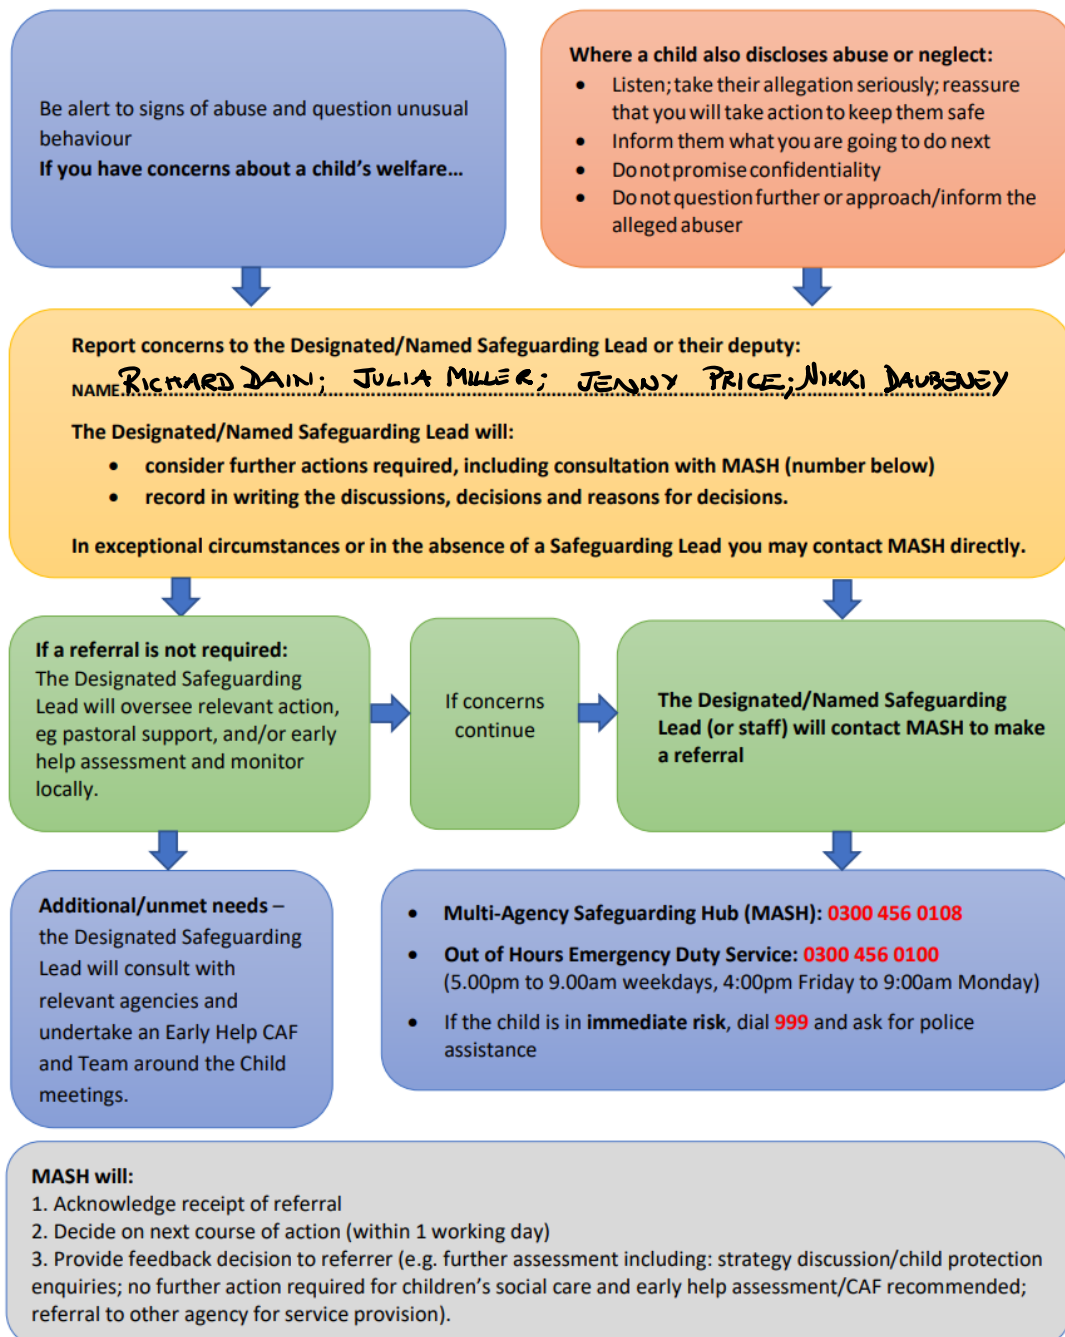 Be alert to signs of abuse and question unusual
behaviour
If you have concerns about a child's welfare...
Where a child also discloses abuse or neglect:
• Listen; take their allegation seriously; reassure
that you will take action to keep them safe
• Inform them what you are going to do next
• Do not promise confidentiality
• Do not question further or approach/inform the
alleged abuser
Report concerns to the Designated/Named Safeguarding Lead or their deputy:
NAME RICHARD DAIN; JULIA MILLER; JENNY PRICE; NIKKI DAUBENEY
The Designated/Named Safeguarding Lead will:
• consider further actions required, including consultation with MASH (number below)
• record in writing the discussions, decisions and reasons for decisions.
In exceptional circumstances or in the absence of a Safeguarding Lead you may contact MASH directly.
If a referral is not required:
The Designated Safeguarding
Lead will oversee relevant action,
eg pastoral support, and/or early
help assessment and monitor
locally.
If concerns
continue
The Designated/Named Safeguarding
Lead (or staff) will contact MASH to make
a referral
Additional/unmet needs –
the Designated Safeguarding
Lead will consult with
relevant agencies and
undertake an Early Help CAF
and Team around the Child
meetings.
• Multi-Agency Safeguarding Hub (MASH): 0300 456 0108
• Out of Hours Emergency Duty Service: 0300 456 0100
(5.00pm to 9.00am weekdays, 4:00pm Friday to 9:00am Monday)
• If the child is in immediate risk, dial 999 and ask for police
assistance
MASH will:
1. Acknowledge receipt of referral
2. Decide on next course of action (within 1 working day)
3. Provide feedback decision to referrer (e.g. further assessment including: strategy discussion/child protection
enquiries; no further action required for children's social care and early help assessment/CAF recommended;
referral to other agency for service provision).